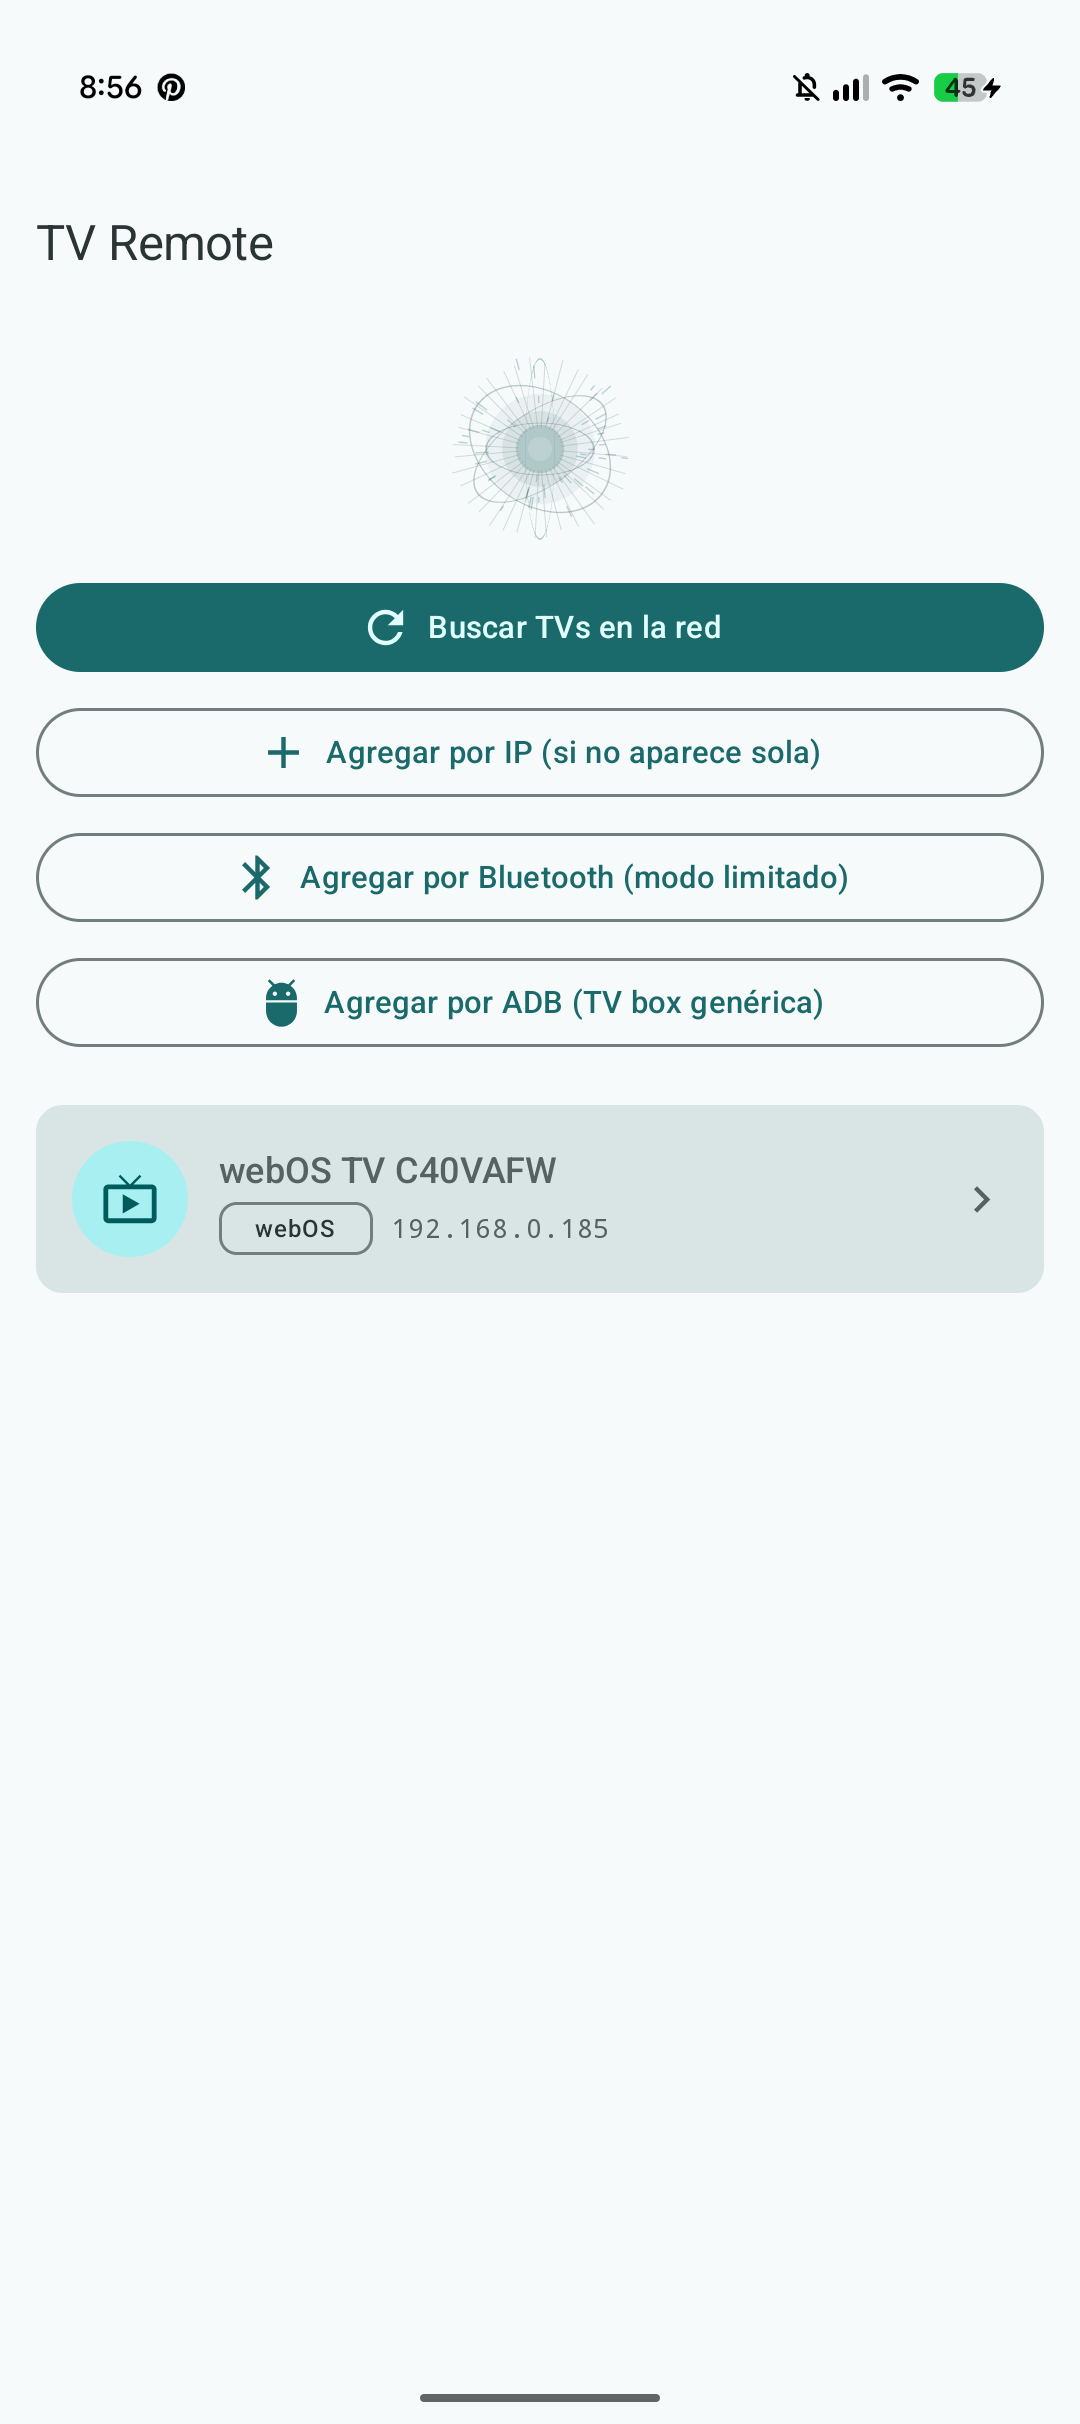 8:56
45
TV Remote
Buscar TVs en la red
Agregar por IP (si no aparece sola)
Agregar por Bluetooth (modo limitado)
Agregar por ADB (TV box genérica)
webOS TV C40VAFW
webOS 192.168.0.185